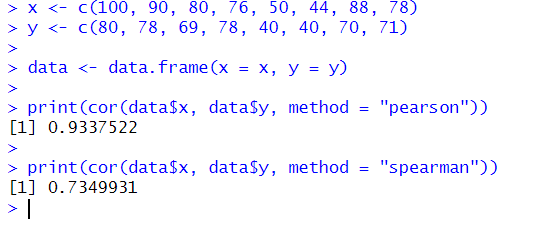 > x <- c(100, 90, 80, 76, 50, 44, 88, 78)
> y <- c(80, 78, 69, 78, 40, 40, 70, 71)
>
> data <- data.frame(x = x, y = y)
>
> print(cor(data$x, data$y, method = "pearson"))
[1] 0.9337522
>
> print(cor(data$x, data$y, method = "spearman"))
[1] 0.7349931
>